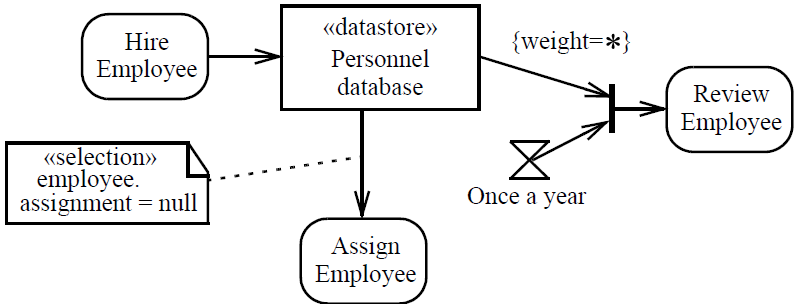 Hire
Employee
«datastore»
Personnel
database
{weight=*}
Review
Employee
«selection»
employee.
assignment = null
Once a year
Assign
Employee